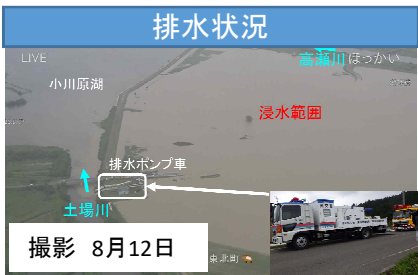 排水状況
LIVE
高瀬川
ほっかい
小川原湖
浸水範囲
排水ポンプ車
土場川
撮影 8月12日
東北町